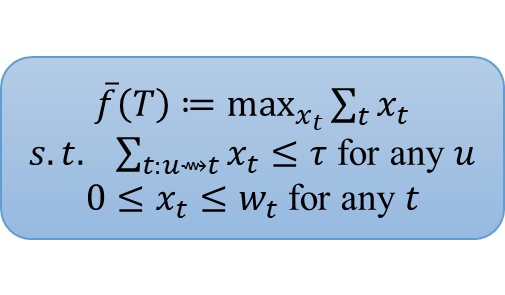 f̄(T) ≔ max_{x_t} ∑_t x_t
s.t. ∑_{t:u⇝t} x_t ≤ τ for any u
0 ≤ x_t ≤ w_t for any t